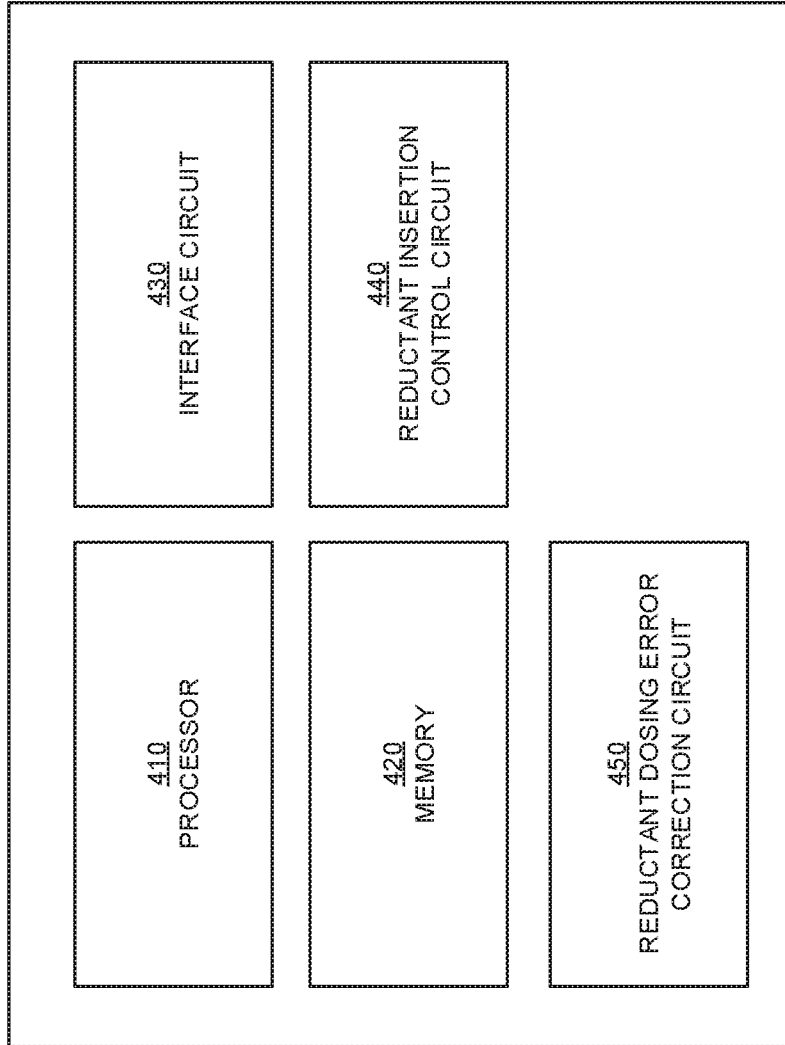 410
PROCESSOR
430
INTERFACE CIRCUIT
420
MEMORY
440
REDUCTANT INSERTION
CONTROL CIRCUIT
450
REDUCTANT DOSING ERROR
CORRECTION CIRCUIT